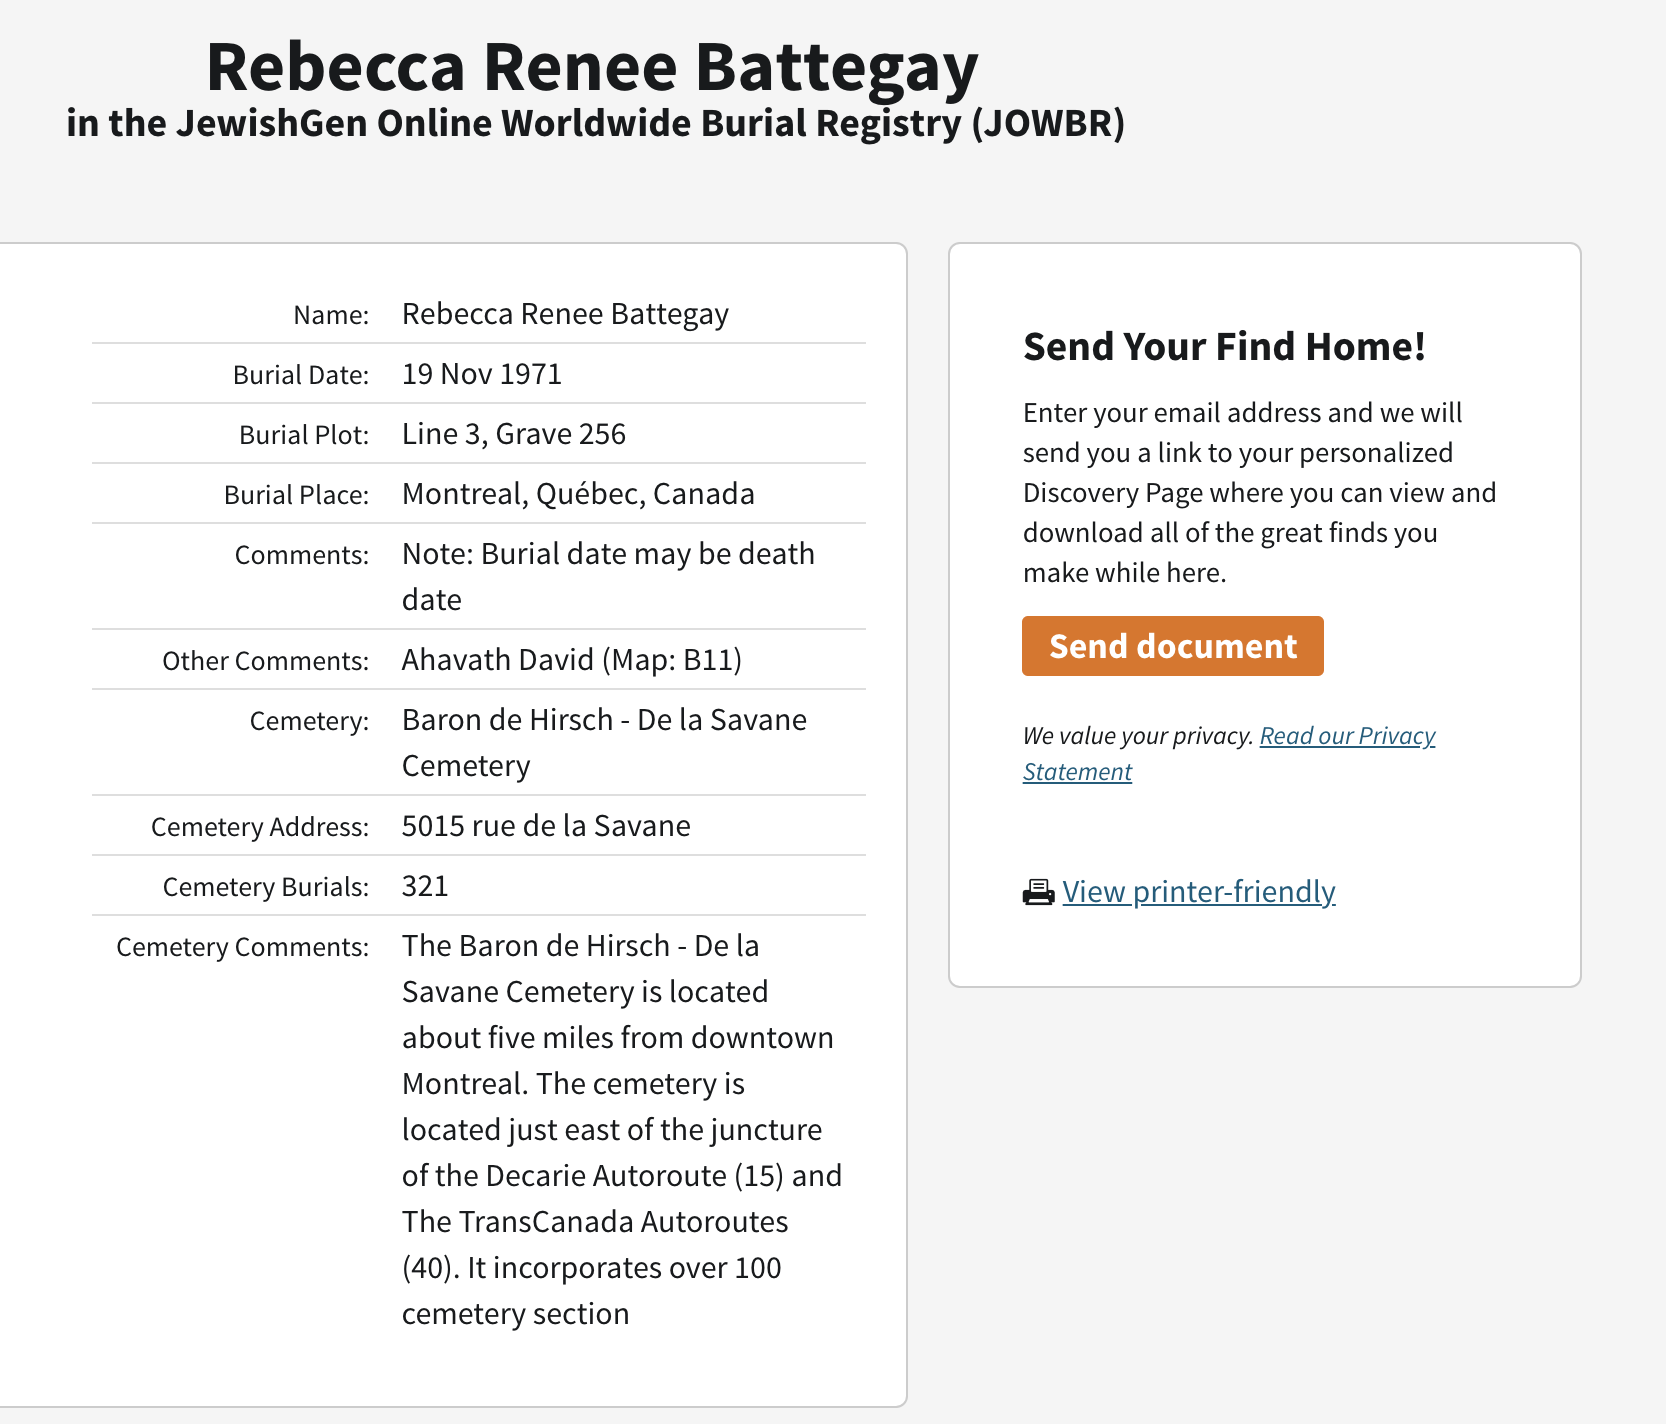 Rebecca Renee Battegay
in the JewishGen Online Worldwide Burial Registry (JOWBR)
Name: Rebecca Renee Battegay
Burial Date: 19 Nov 1971
Burial Plot: Line 3, Grave 256
Burial Place: Montreal, Québec, Canada
Comments: Note: Burial date may be death
date
Other Comments: Ahavath David (Map: B11)
Cemetery: Baron de Hirsch - De la Savane
Cemetery
Cemetery Address: 5015 rue de la Savane
Cemetery Burials: 321
Cemetery Comments: The Baron de Hirsch - De la
Savane Cemetery is located
about five miles from downtown
Montreal. The cemetery is
located just east of the juncture
of the Decarie Autoroute (15) and
The TransCanada Autoroutes
(40). It incorporates over 100
cemetery section
Send Your Find Home!
Enter your email address and we will
send you a link to your personalized
Discovery Page where you can view and
download all of the great finds you
make while here.
Send document
We value your privacy. Read our Privacy
Statement
View printer-friendly